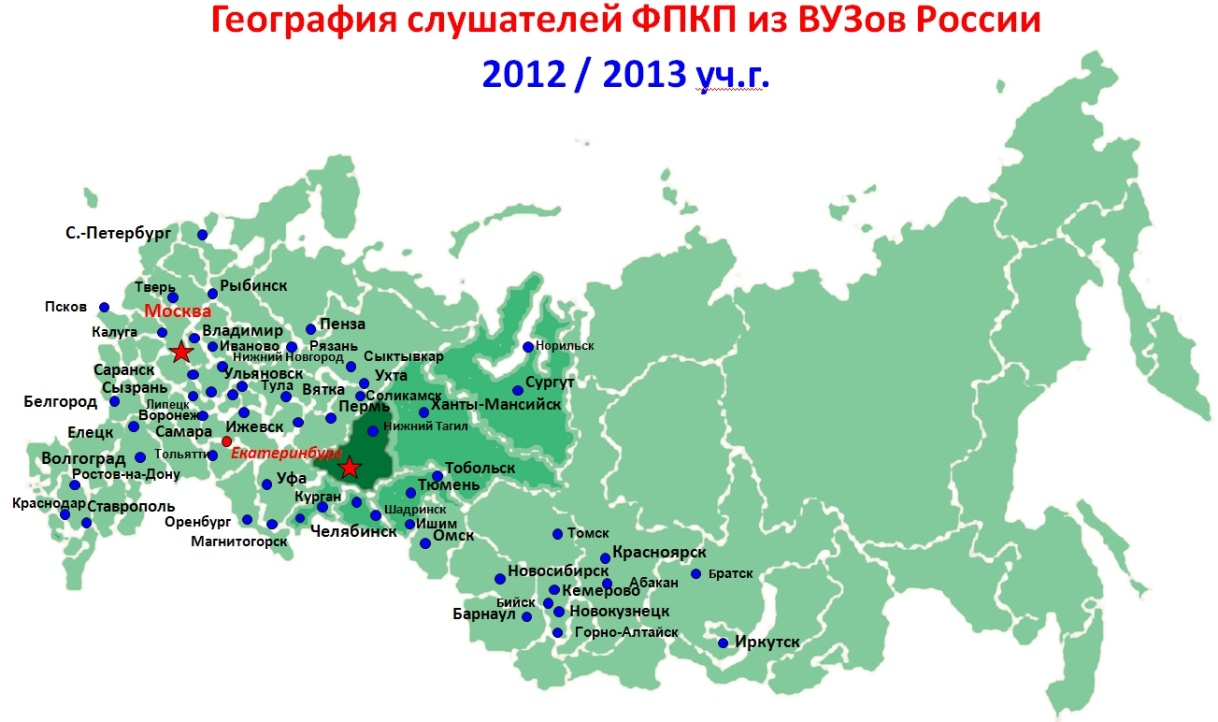 География слушателей ФПКП из ВУЗов России
2012 / 2013 уч.г.
С.-Петербург
Тверь
Рыбинск
Псков
Москва
Калуга
Владимир
Пенза
Иваново
Рязань
Норильск
Нижний Новгород
Сыктывкар
Саранск
Ульяновск
Ухта
Сызрань
Тула
Вятка
Сургут
Соликамск
Белгород
Липецк
Пермь
Ханты-Мансийск
Воронеж
Елецк
Самара
Ижевск
Нижний Тагил
Волгоград
Тольятти
Екатеринбург
Ростов-на-Дону
Уфа
Тобольск
Тюмень
Краснодар
Ставрополь
Курган
Шадринск
Оренбург
Челябинск
Ишим
Магнитогорск
Омск
Томск
Красноярск
Новосибирск
Абакан
Братск
Кемерово
Бийск
Барнаул
Новокузнецк
Горно-Алтайск
Иркутск